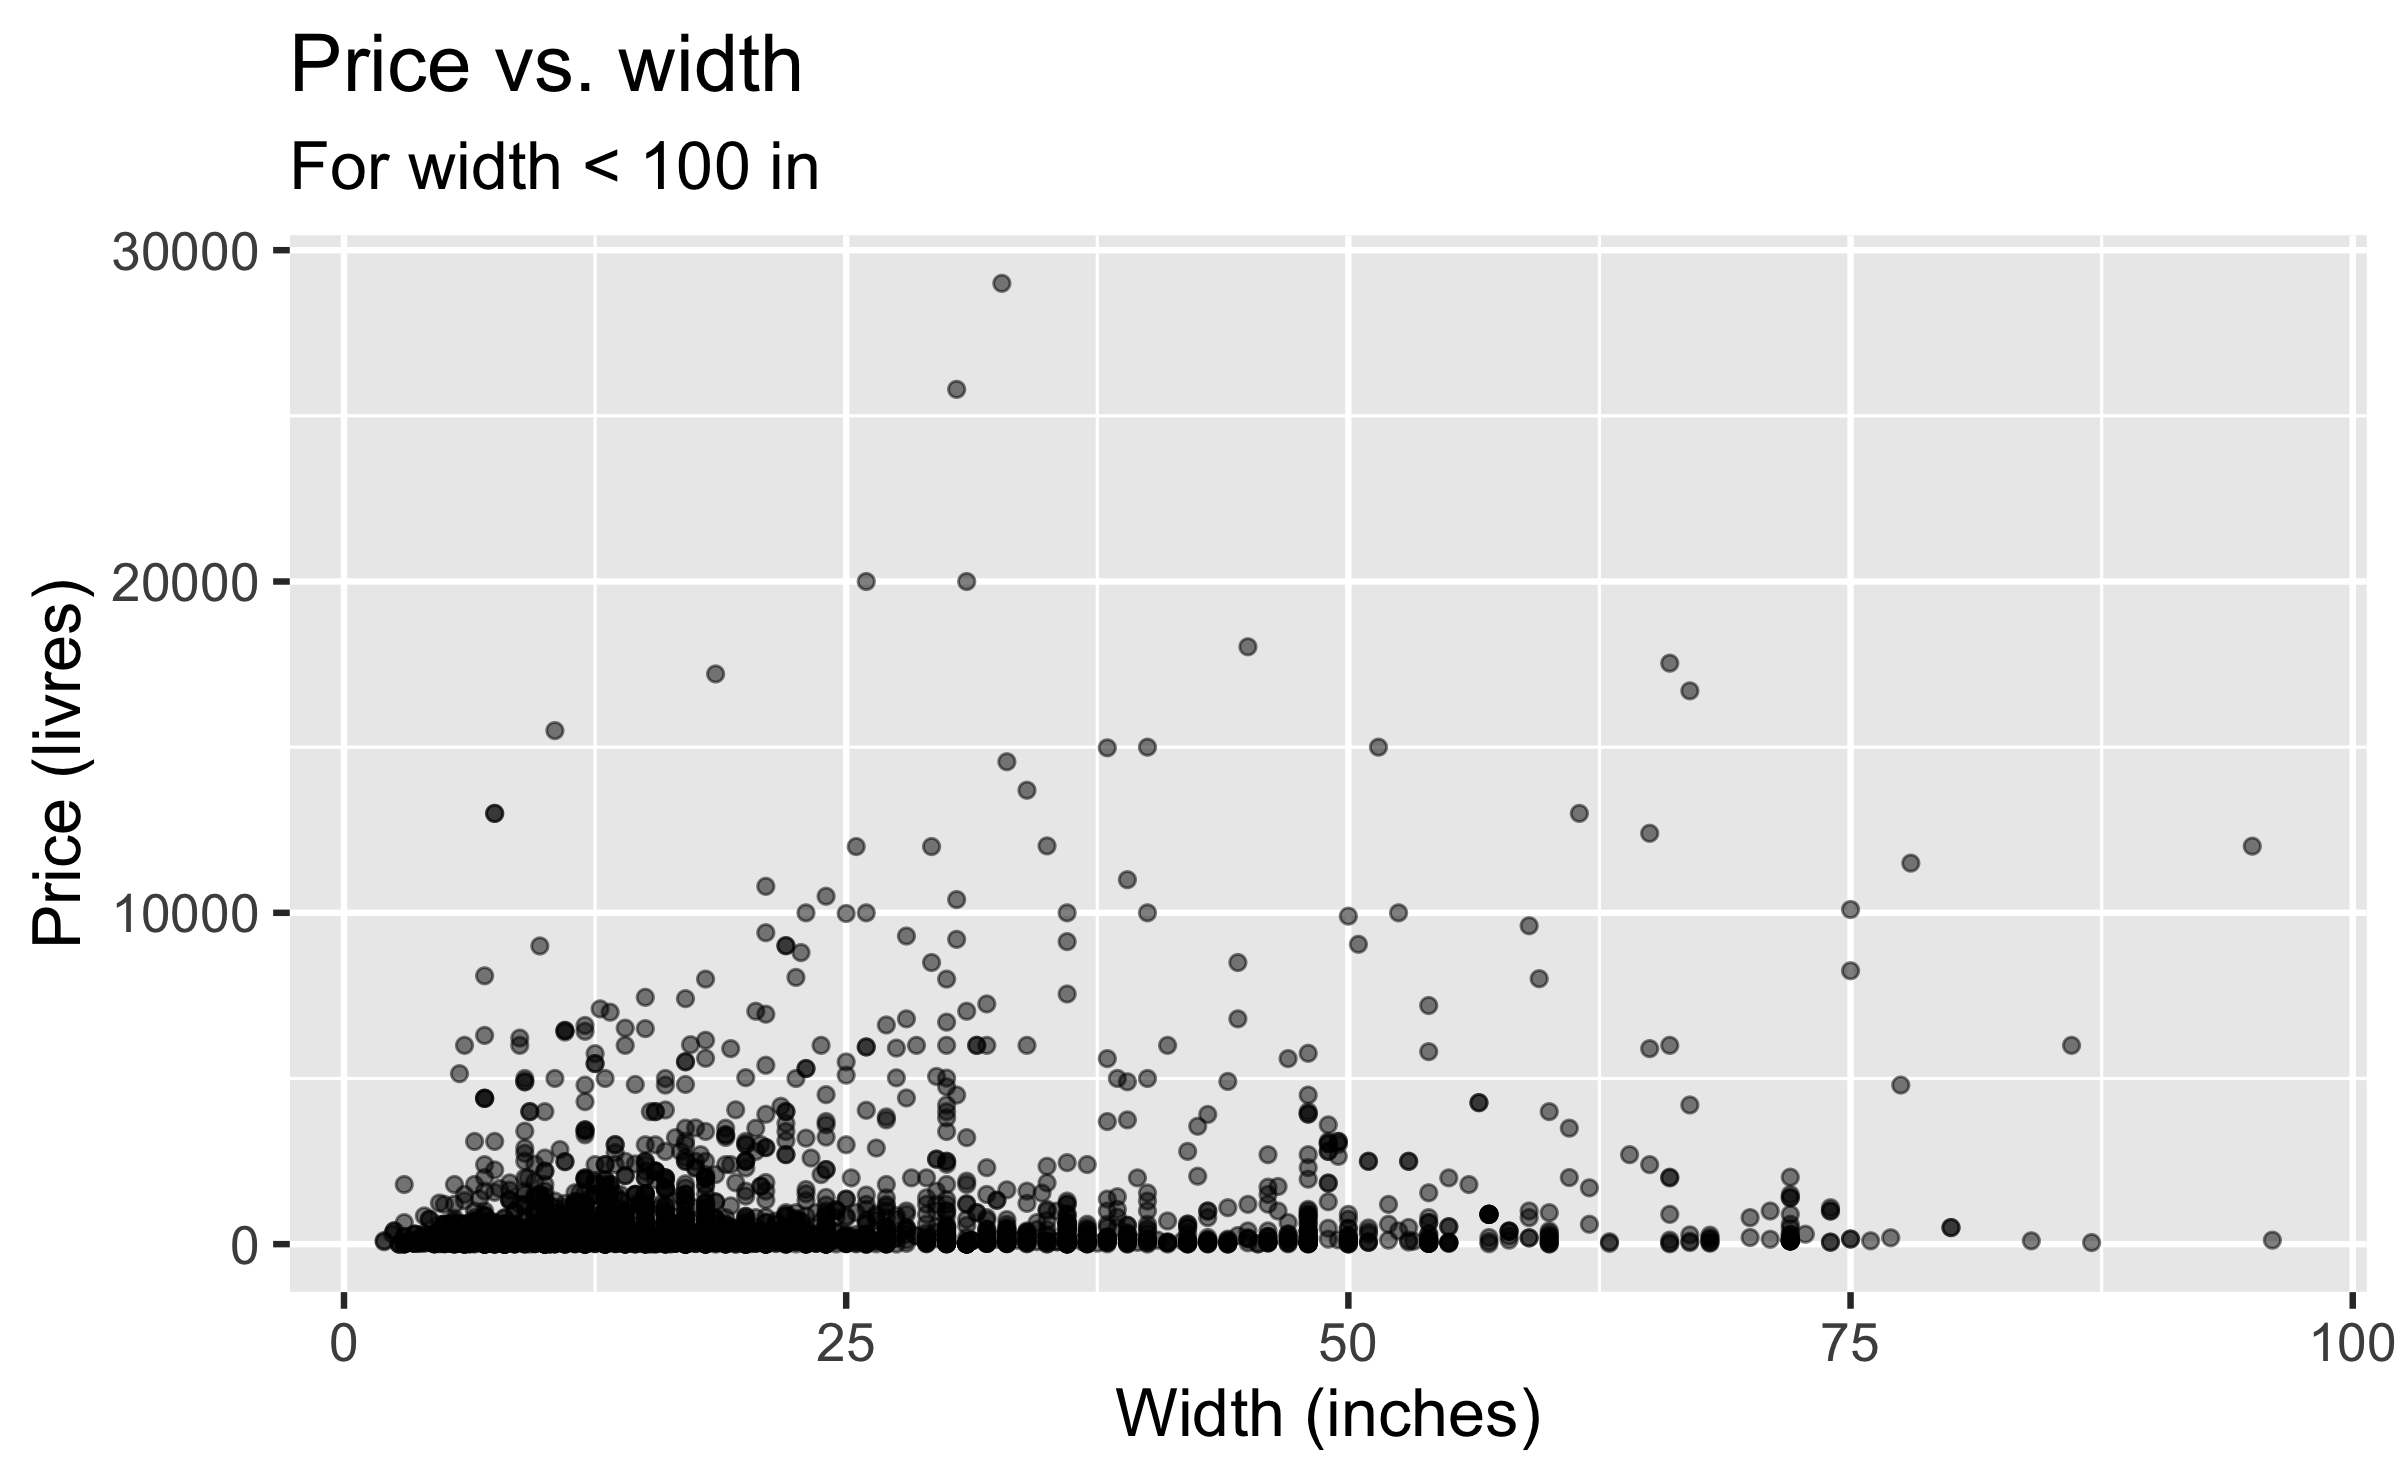 Price vs. width
For width < 100 in
30000
20000
10000
0
Price (livres)
0 25 50 75 100
Width (inches)